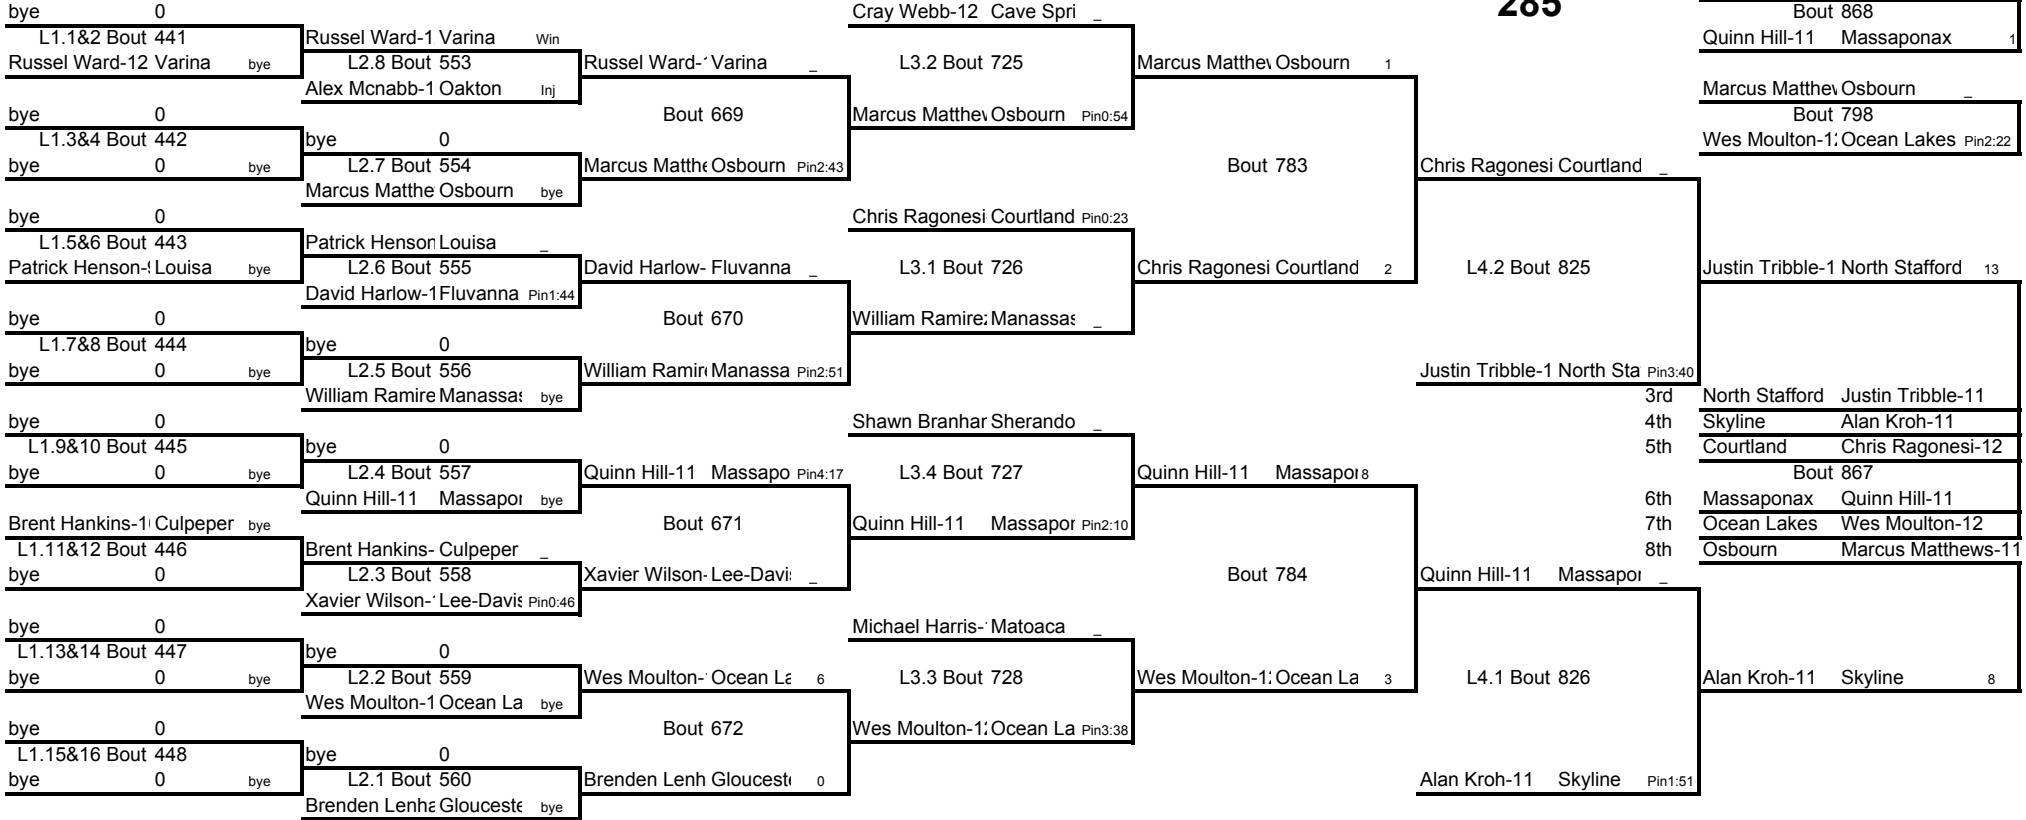 bye 0 Cray Webb-12 Cave Spri _ 285 Bout 868
L1.1&2 Bout 441 Russel Ward-1 Varina Win Quinn Hill-11 Massaponax 1
Russel Ward-12 Varina bye L2.8 Bout 553 Russel Ward- Varina _ L3.2 Bout 725 Marcus Matthe Osbourn 1
Alex Mcnabb-1 Oakton Inj Marcus Matthe Osbourn _
bye 0 Bout 669 Marcus Matthe Osbourn Pin0:54 Bout 798
L1.3&4 Bout 442 bye 0 Wes Moulton-1 Ocean Lakes Pin2:22
bye 0 bye L2.7 Bout 554 Marcus Matthe Osbourn Pin2:43 Bout 783 Chris Ragonesi Courtland _
Marcus Matthe Osbourn bye
bye 0 Chris Ragonesi Courtland Pin0:23
L1.5&6 Bout 443 Patrick Henson Louisa _
Patrick Henson- Louisa bye L2.6 Bout 555 David Harlow- Fluvanna _ L3.1 Bout 726 Chris Ragonesi Courtland 2 L4.2 Bout 825 Justin Tribble-1 North Stafford 13
David Harlow-1 Fluvanna Pin1:44
bye 0 Bout 670 William Ramire Manassas _
L1.7&8 Bout 444 bye 0
bye 0 bye L2.5 Bout 556 William Ramir Manassa Pin2:51 Justin Tribble-1 North Sta Pin3:40
William Ramire Manassas bye 3rd North Stafford Justin Tribble-11
bye 0 Shawn Branha Sherando _ 4th Skyline Alan Kroh-11
L1.9&10 Bout 445 bye 0 5th Courtland Chris Ragonesi-12
bye 0 bye L2.4 Bout 557 Quinn Hill-11 Massapo Pin4:17 L3.4 Bout 727 Quinn Hill-11 Massapon 8 Bout 867
Quinn Hill-11 Massapon bye 6th Massaponax Quinn Hill-11
Brent Hankins-1 Culpeper bye Bout 671 Quinn Hill-11 Massapon Pin2:10 7th Ocean Lakes Wes Moulton-12
L1.11&12 Bout 446 Brent Hankins- Culpeper _ 8th Osbourn Marcus Matthews-11
bye 0 L2.3 Bout 558 Xavier Wilson- Lee-Davis _ Bout 784 Quinn Hill-11 Massapon _
Xavier Wilson- Lee-Davis Pin0:46
bye 0 Michael Harris- Matoaca _
L1.13&14 Bout 447 bye 0
bye 0 bye L2.2 Bout 559 Wes Moulton- Ocean La 6 L3.3 Bout 728 Wes Moulton-1 Ocean La 3 L4.1 Bout 826 Alan Kroh-11 Skyline 8
Wes Moulton-1 Ocean La bye
bye 0 Bout 672 Wes Moulton-12 Ocean La Pin3:38
L1.15&16 Bout 448 bye 0
bye 0 bye L2.1 Bout 560 Brenden Lenh Glouceste 0 Alan Kroh-11 Skyline Pin1:51
Brenden Lenha Glouceste bye